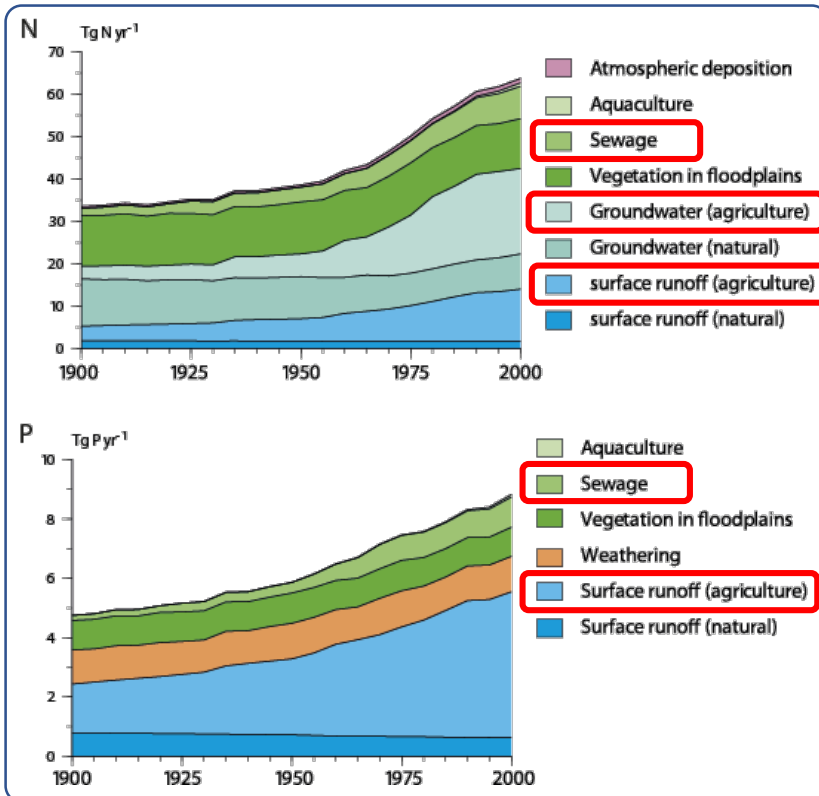 N
Tg N yr-1
70
60
50
40
30
20
10
0
1900
1925
1950
1975
2000
Atmospheric deposition
Aquaculture
Sewage
Vegetation in floodplains
Groundwater (agriculture)
Groundwater (natural)
surface runoff (agriculture)
surface runoff (natural)
P
Tg P yr-1
10
8
6
4
2
0
1900
1925
1950
1975
2000
Aquaculture
Sewage
Vegetation in floodplains
Weathering
Surface runoff (agriculture)
Surface runoff (natural)